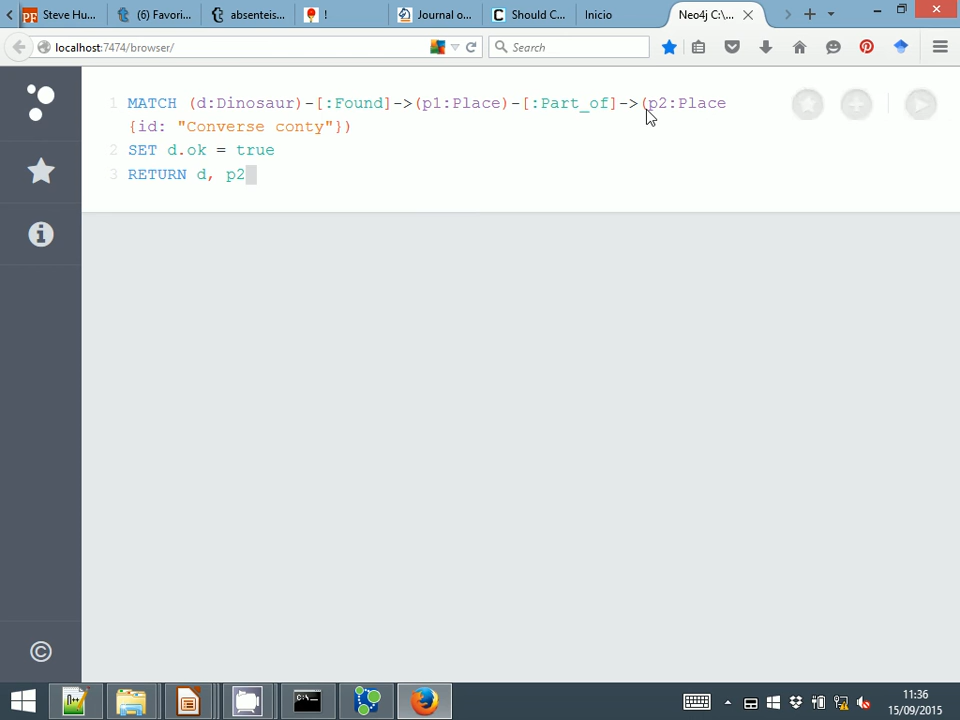 Steve Hu...
(6) Favori...
absenteis...
!
Journal o...
Should C...
Inicio
Neo4j C:\...
localhost:7474/browser/
Search
1 MATCH (d:Dinosaur)-[:Found]->(p1:Place)-[:Part_of]->(p2:Place
{id: "Converse conty"})
2 SET d.ok = true
3 RETURN d, p2
11:36
15/09/2015